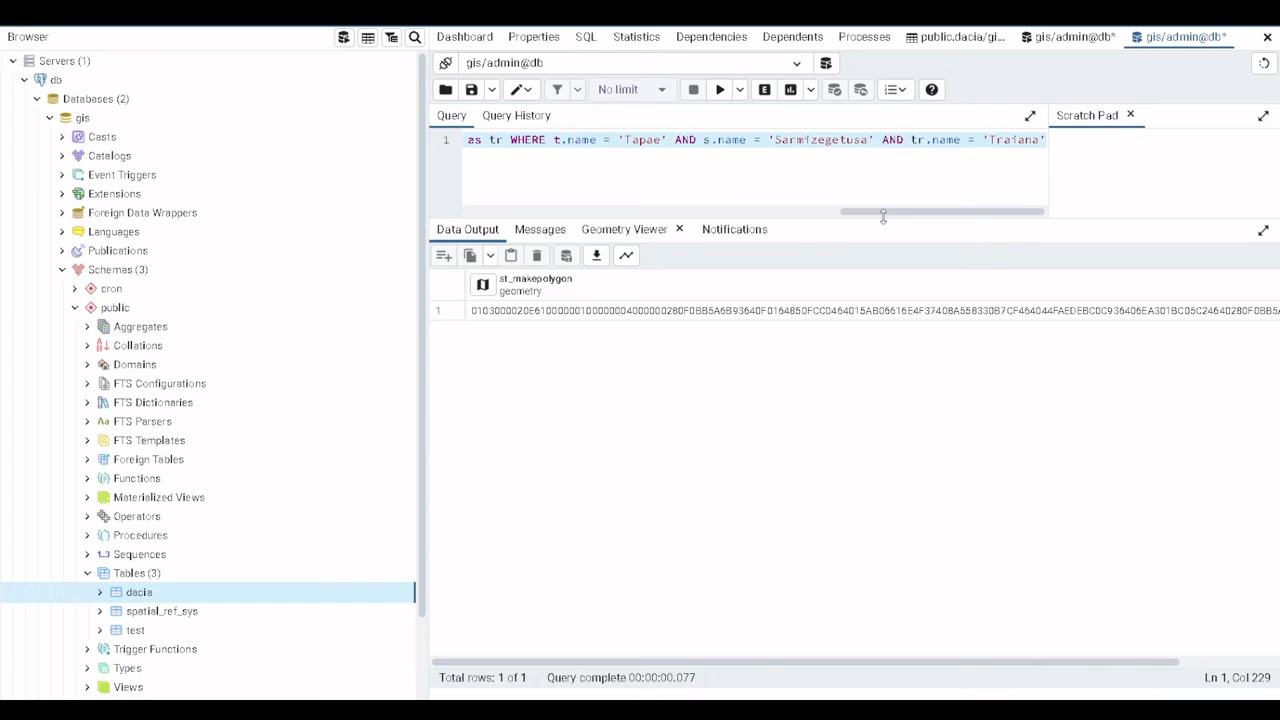 Browser
Servers (1)
db
Databases (2)
gis
Casts
Catalogs
Event Triggers
Extensions
Foreign Data Wrappers
Languages
Publications
Schemas (3)
cron
public
Aggregates
Collations
Domains
FTS Configurations
FTS Dictionaries
Aa FTS Parsers
FTS Templates
Foreign Tables
Functions
Materialized Views
Operators
Procedures
1..3 Sequences
Tables (3)
dacia
spatial_ref_sys
test
Trigger Functions
Types
Views
Dashboard Properties SQL Statistics Dependencies Dependents Processes public.dacia/gi... gis/admin@db* gis/admin@db*
gis/admin@db
No limit E
Query Query History Scratch Pad
1 as tr WHERE t.name = 'Tapae' AND s.name = 'Sarmizegetusa' AND tr.name = 'Traiana'
Data Output Messages Geometry Viewer Notifications
st_makepolygon
geometry
1
Total rows: 1 of 1 Query complete 00:00:00.077 Ln 1, Col 229